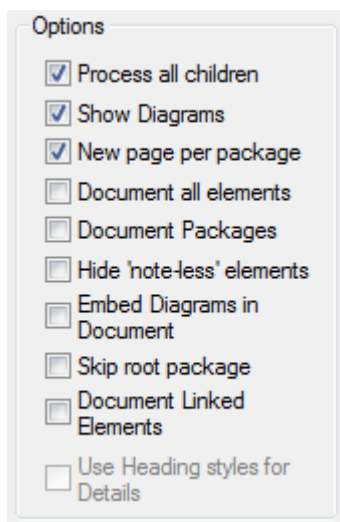 Options
Process all children
Show Diagrams
New page per package
Document all elements
Document Packages
Hide 'note-less' elements
Embed Diagrams in
Document
Skip root package
Document Linked
Elements
Use Heading styles for
Details